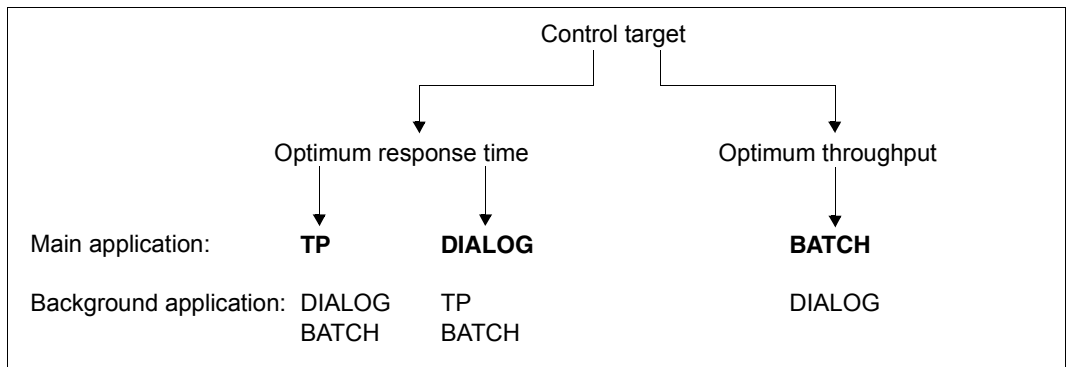 Control target
Optimum response time Optimum throughput
Main application: TP DIALOG BATCH
Background application: DIALOG TP DIALOG
BATCH BATCH